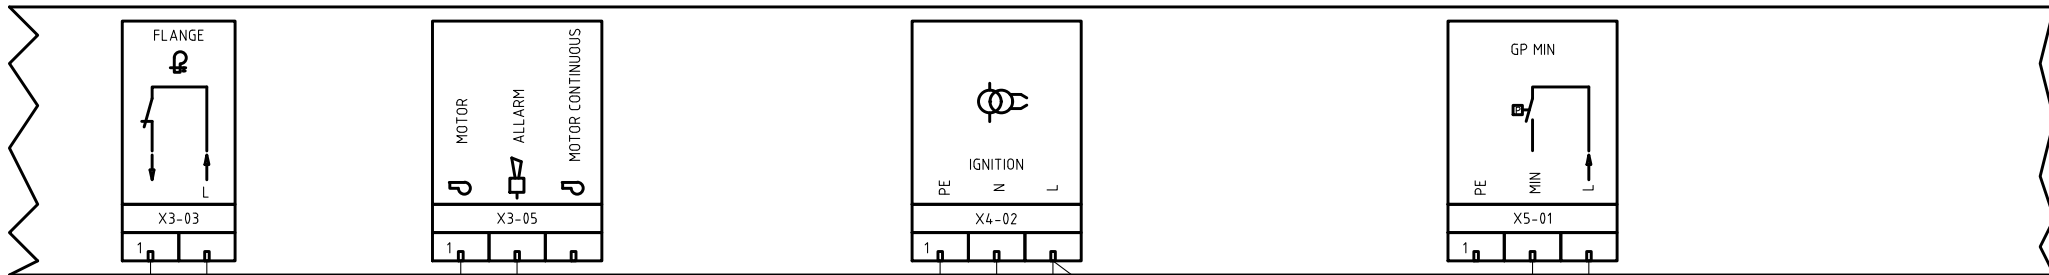 FLANGE
L
X3-03
1
MOTOR
ALLARM
MOTOR CONTINUOUS
X3-05
1
IGNITION
PE
N
L
X4-02
1
GP MIN
P
PE
MIN
L
X5-01
1